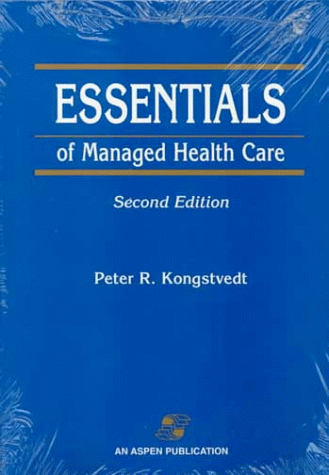 ESSENTIALS
of Managed Health Care
Second Edition
Peter R. Kongstvedt
AN ASPEN PUBLICATION